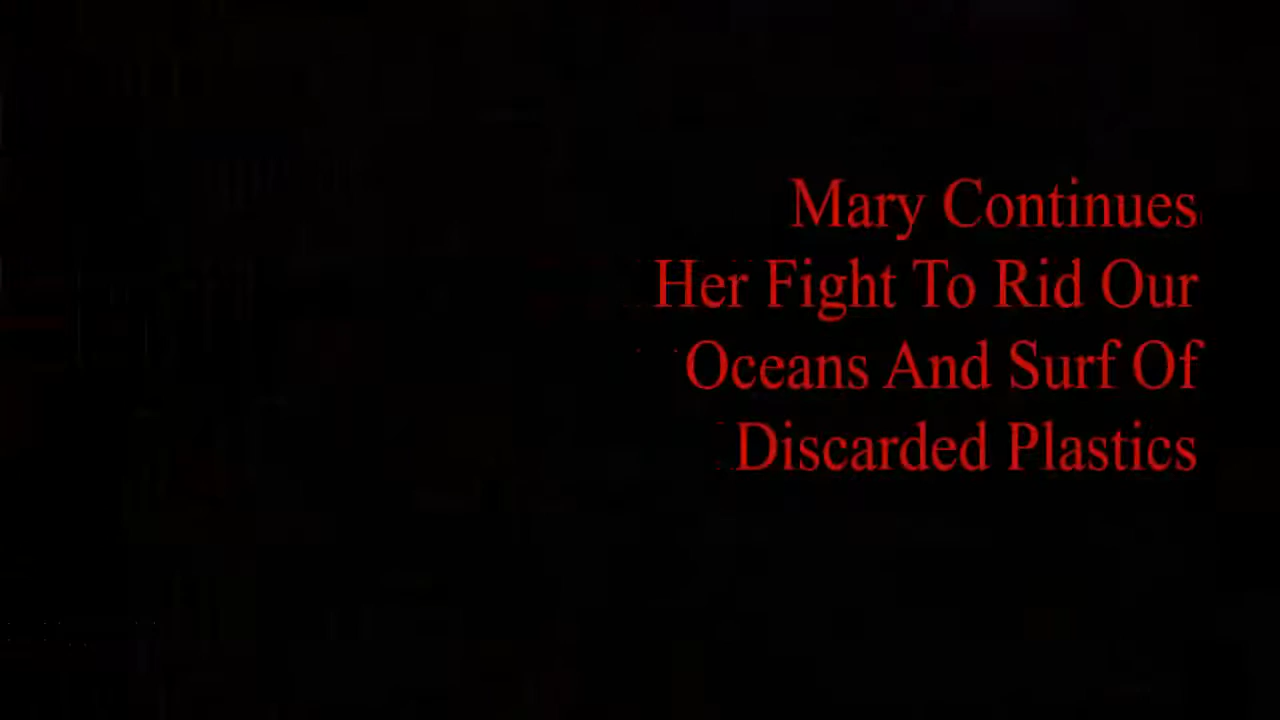 Mary Continues
Her Fight To Rid Our
Oceans And Surf Of
Discarded Plastics